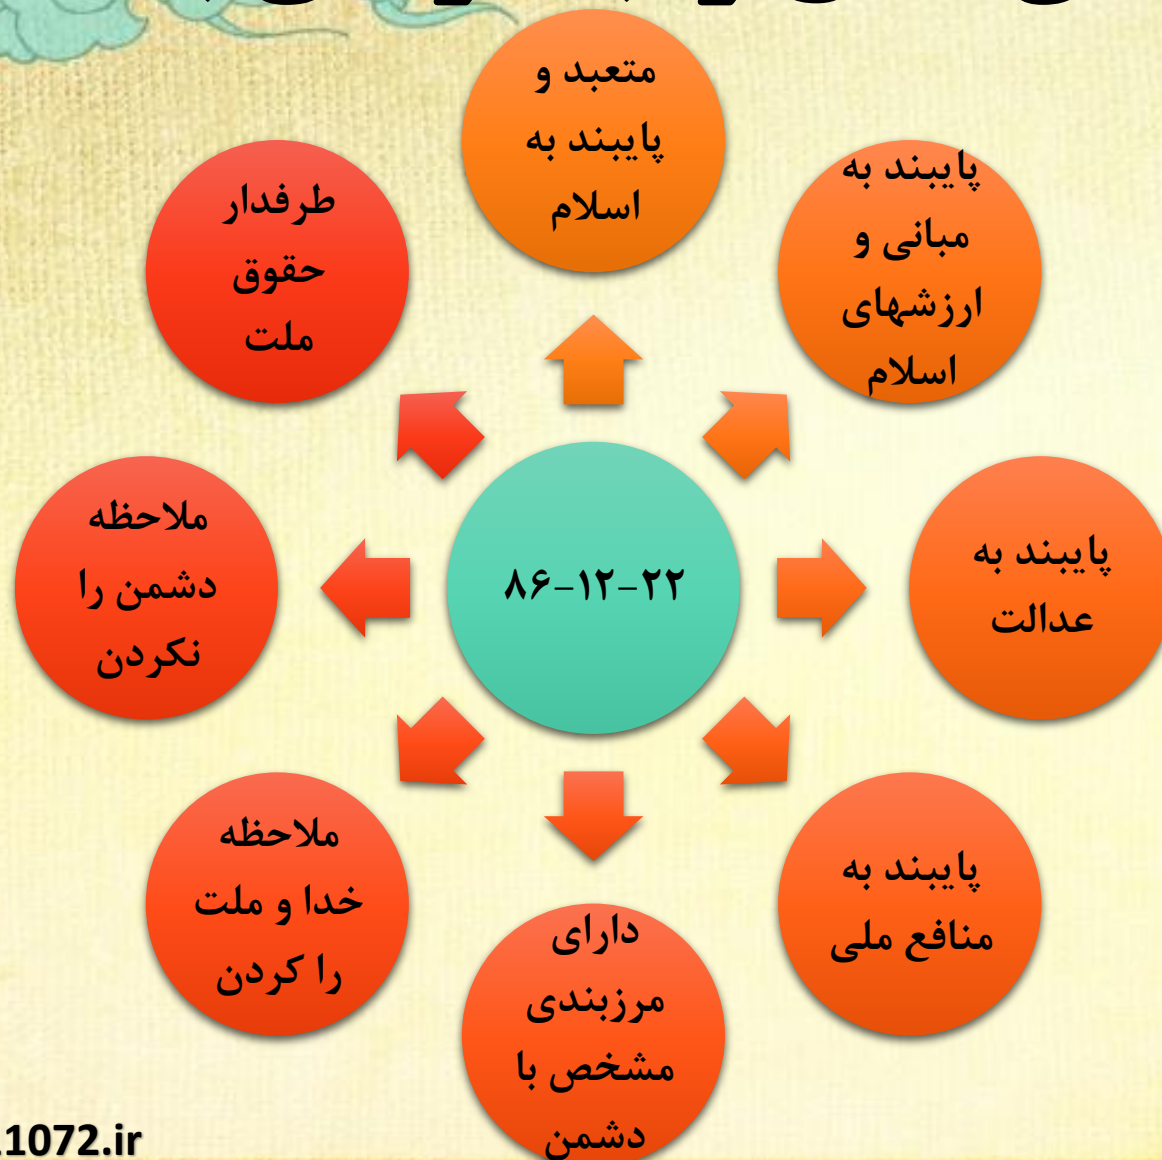 متعبد و
پایبند به
اسلام
پایبند به
مبانی و
ارزشهای
اسلام
پایبند به
عدالت
پایبند به
منافع ملی
دارای
مرزبندی
مشخص با
دشمن
ملاحظه
خدا و ملت
را کردن
ملاحظه
دشمن را
نکردن
طرفدار
حقوق
ملت
۸۶-۱۲-۲۲
1072.ir